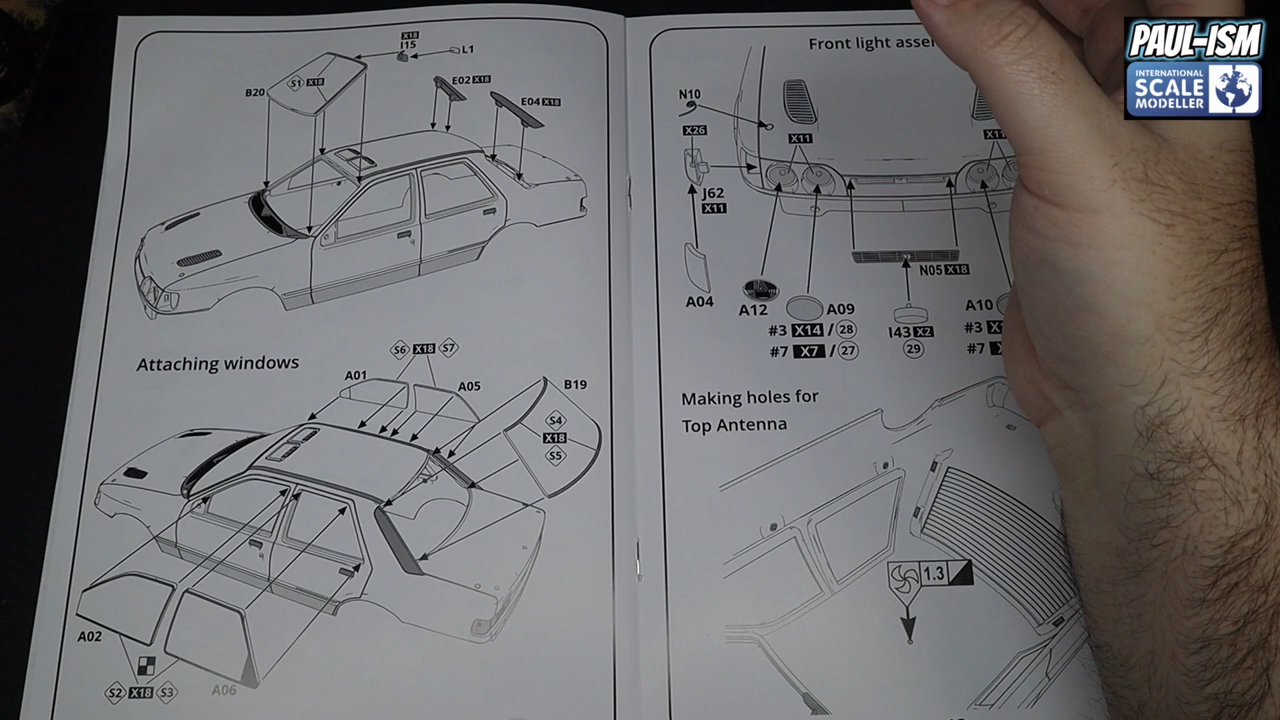 PAUL-ISM
INTERNATIONAL
SCALE
MODELLER
X18
I15
L1
S1 X18
B20
E02 X18
E04 X18
Attaching windows
S6 X18 S7
A01
A05
B19
S4
X18
S5
A02
S2 X18 S3
A06
Front light
N10
X26
X11
X11
J62
X11
N05 X18
A04
A12
A09
#3 X14 / 28
#7 X7 / 27
I43 X2
29
A10
#3
#7
Making holes for
Top Antenna
1.3